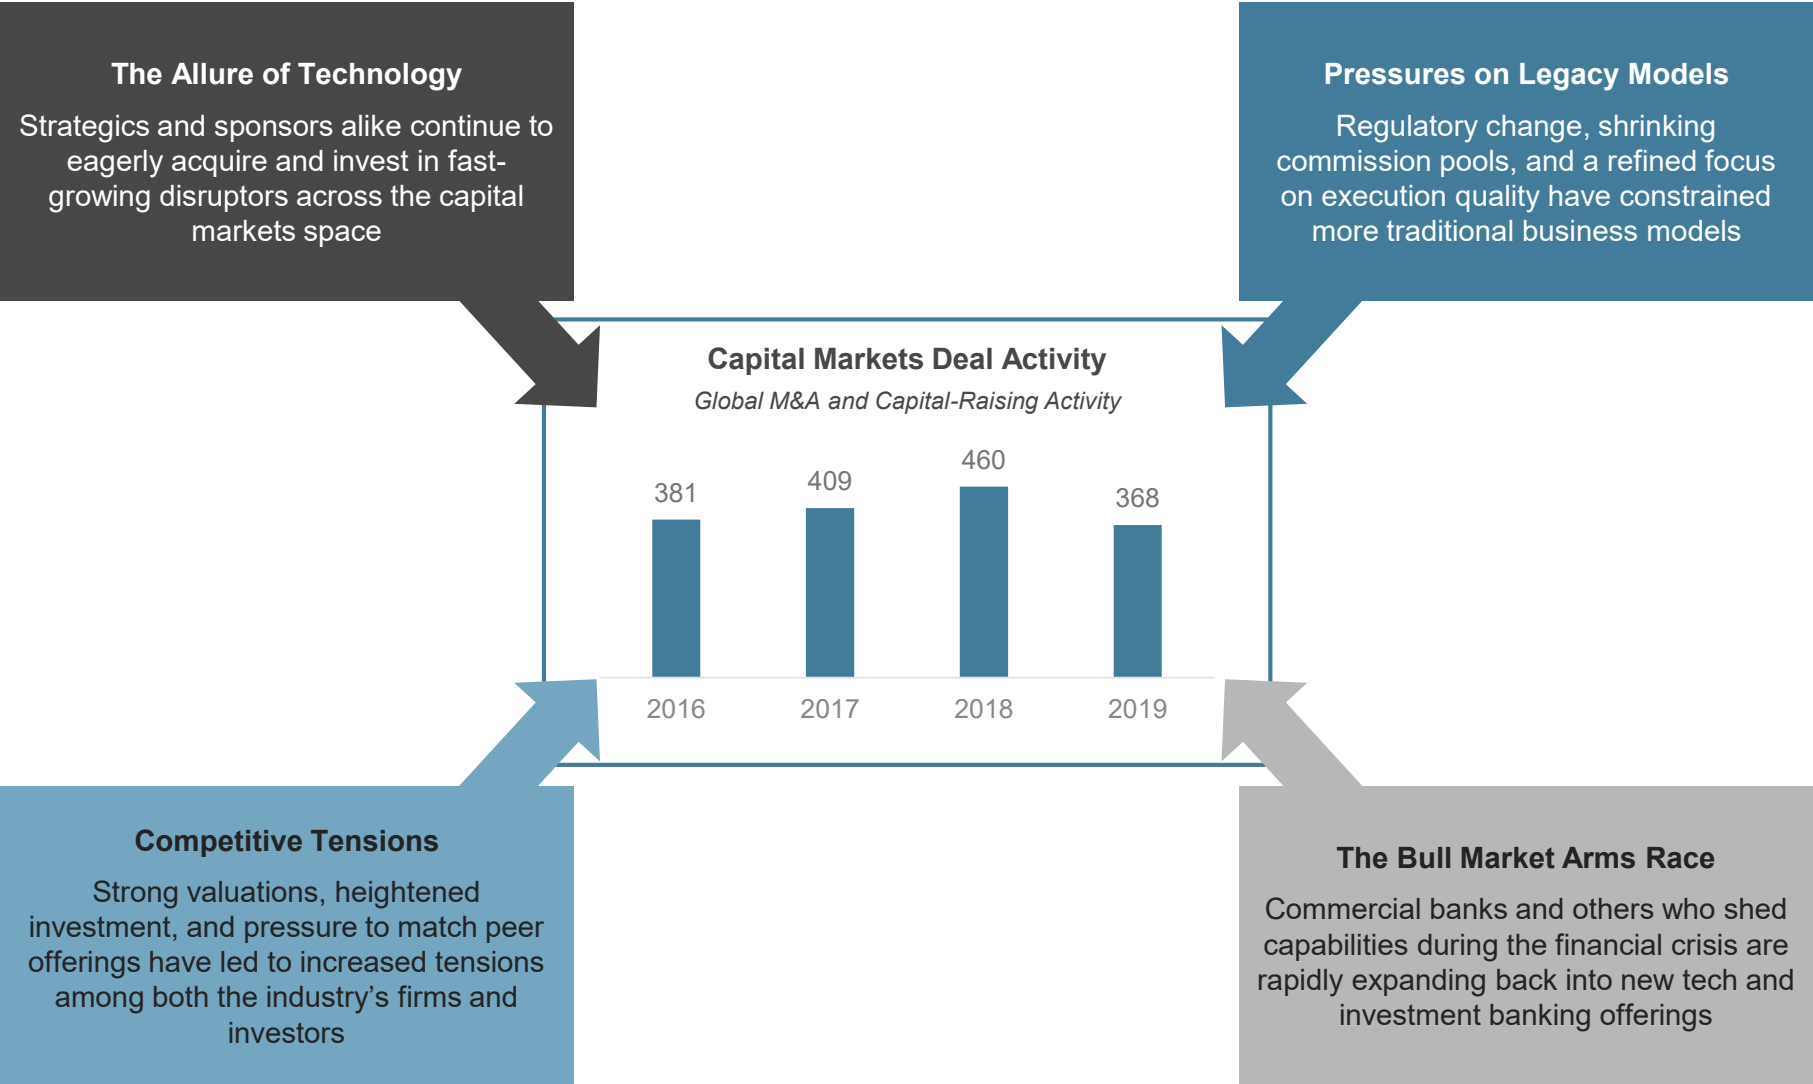 The Allure of Technology
Strategics and sponsors alike continue to
eagerly acquire and invest in fast-
growing disruptors across the capital
markets space
Pressures on Legacy Models
Regulatory change, shrinking
commission pools, and a refined focus
on execution quality have constrained
more traditional business models
Capital Markets Deal Activity
Global M&A and Capital-Raising Activity
381
409
460
368
2016
2017
2018
2019
Competitive Tensions
Strong valuations, heightened
investment, and pressure to match peer
offerings have led to increased tensions
among both the industry’s firms and
investors
The Bull Market Arms Race
Commercial banks and others who shed
capabilities during the financial crisis are
rapidly expanding back into new tech and
investment banking offerings